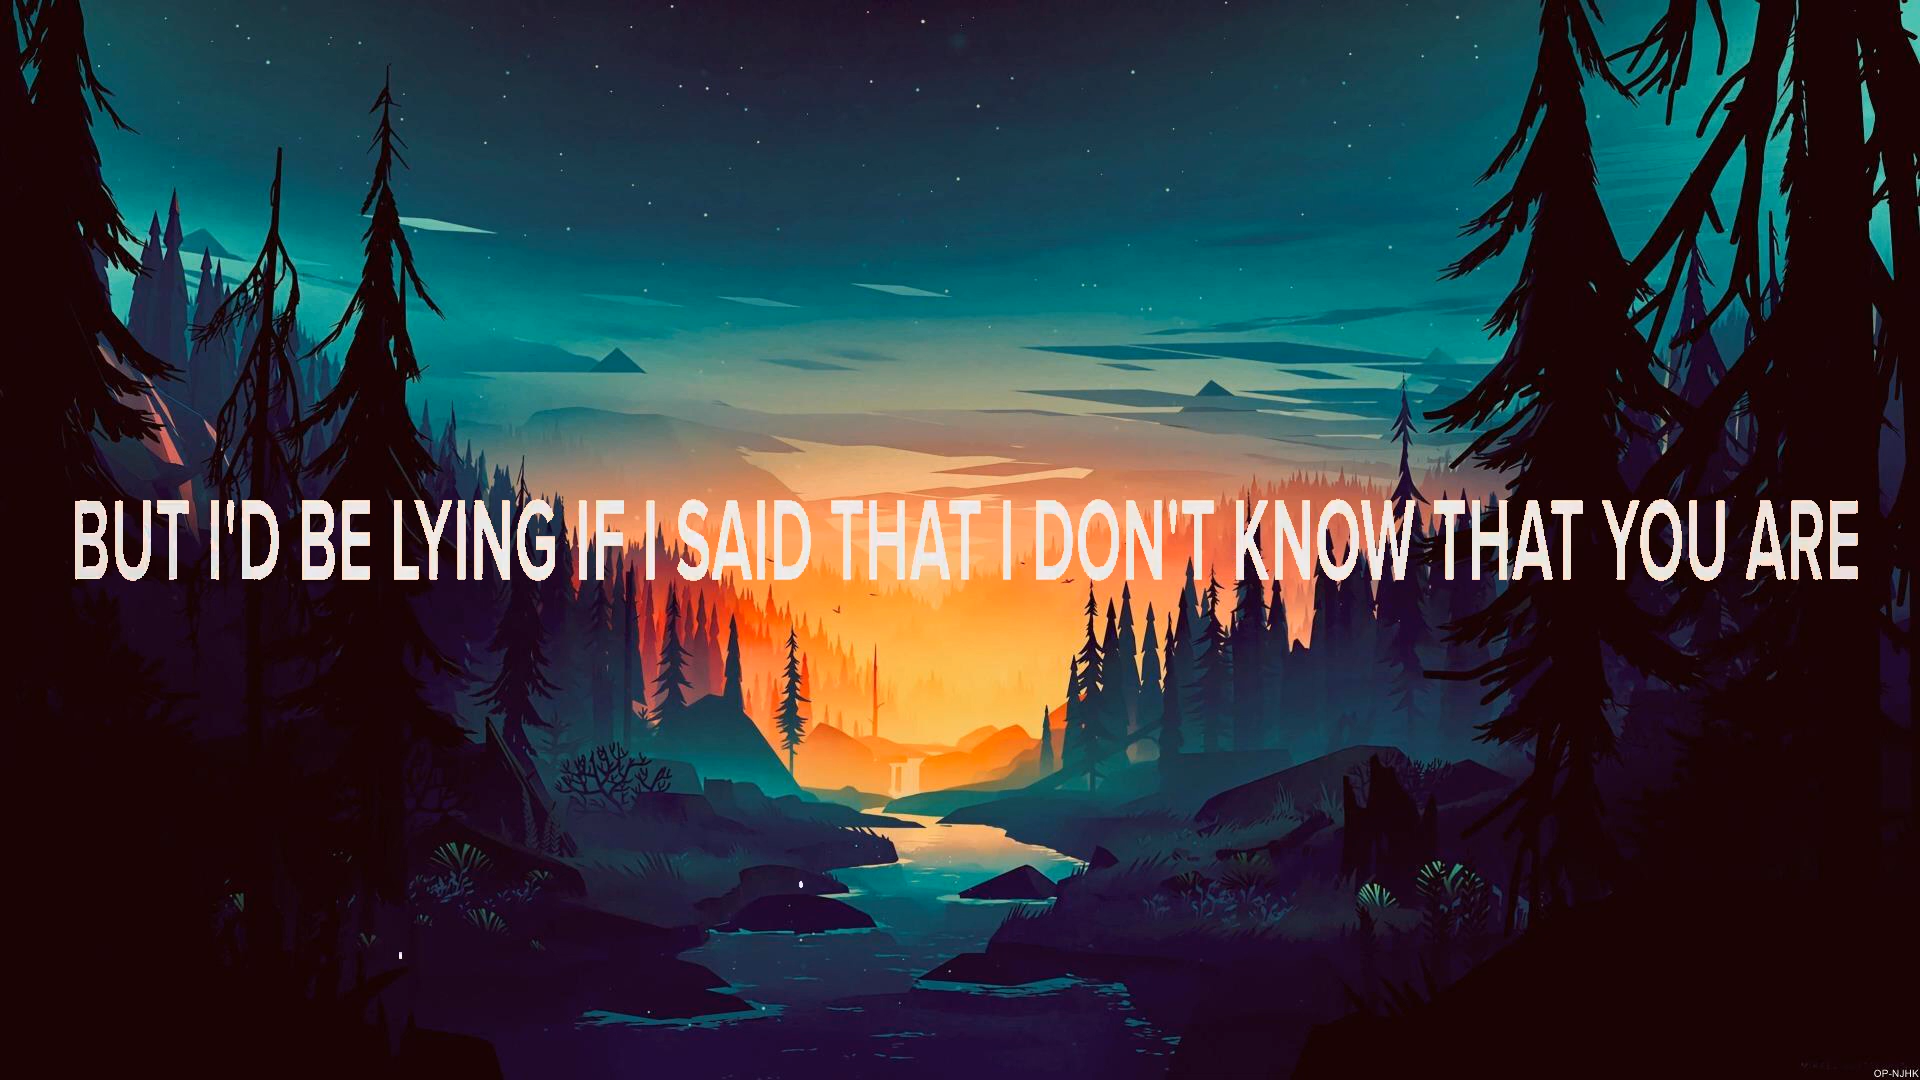 BUT I'D BE LYING IF I SAID THAT I DON'T KNOW THAT YOU ARE
OP-NJHK